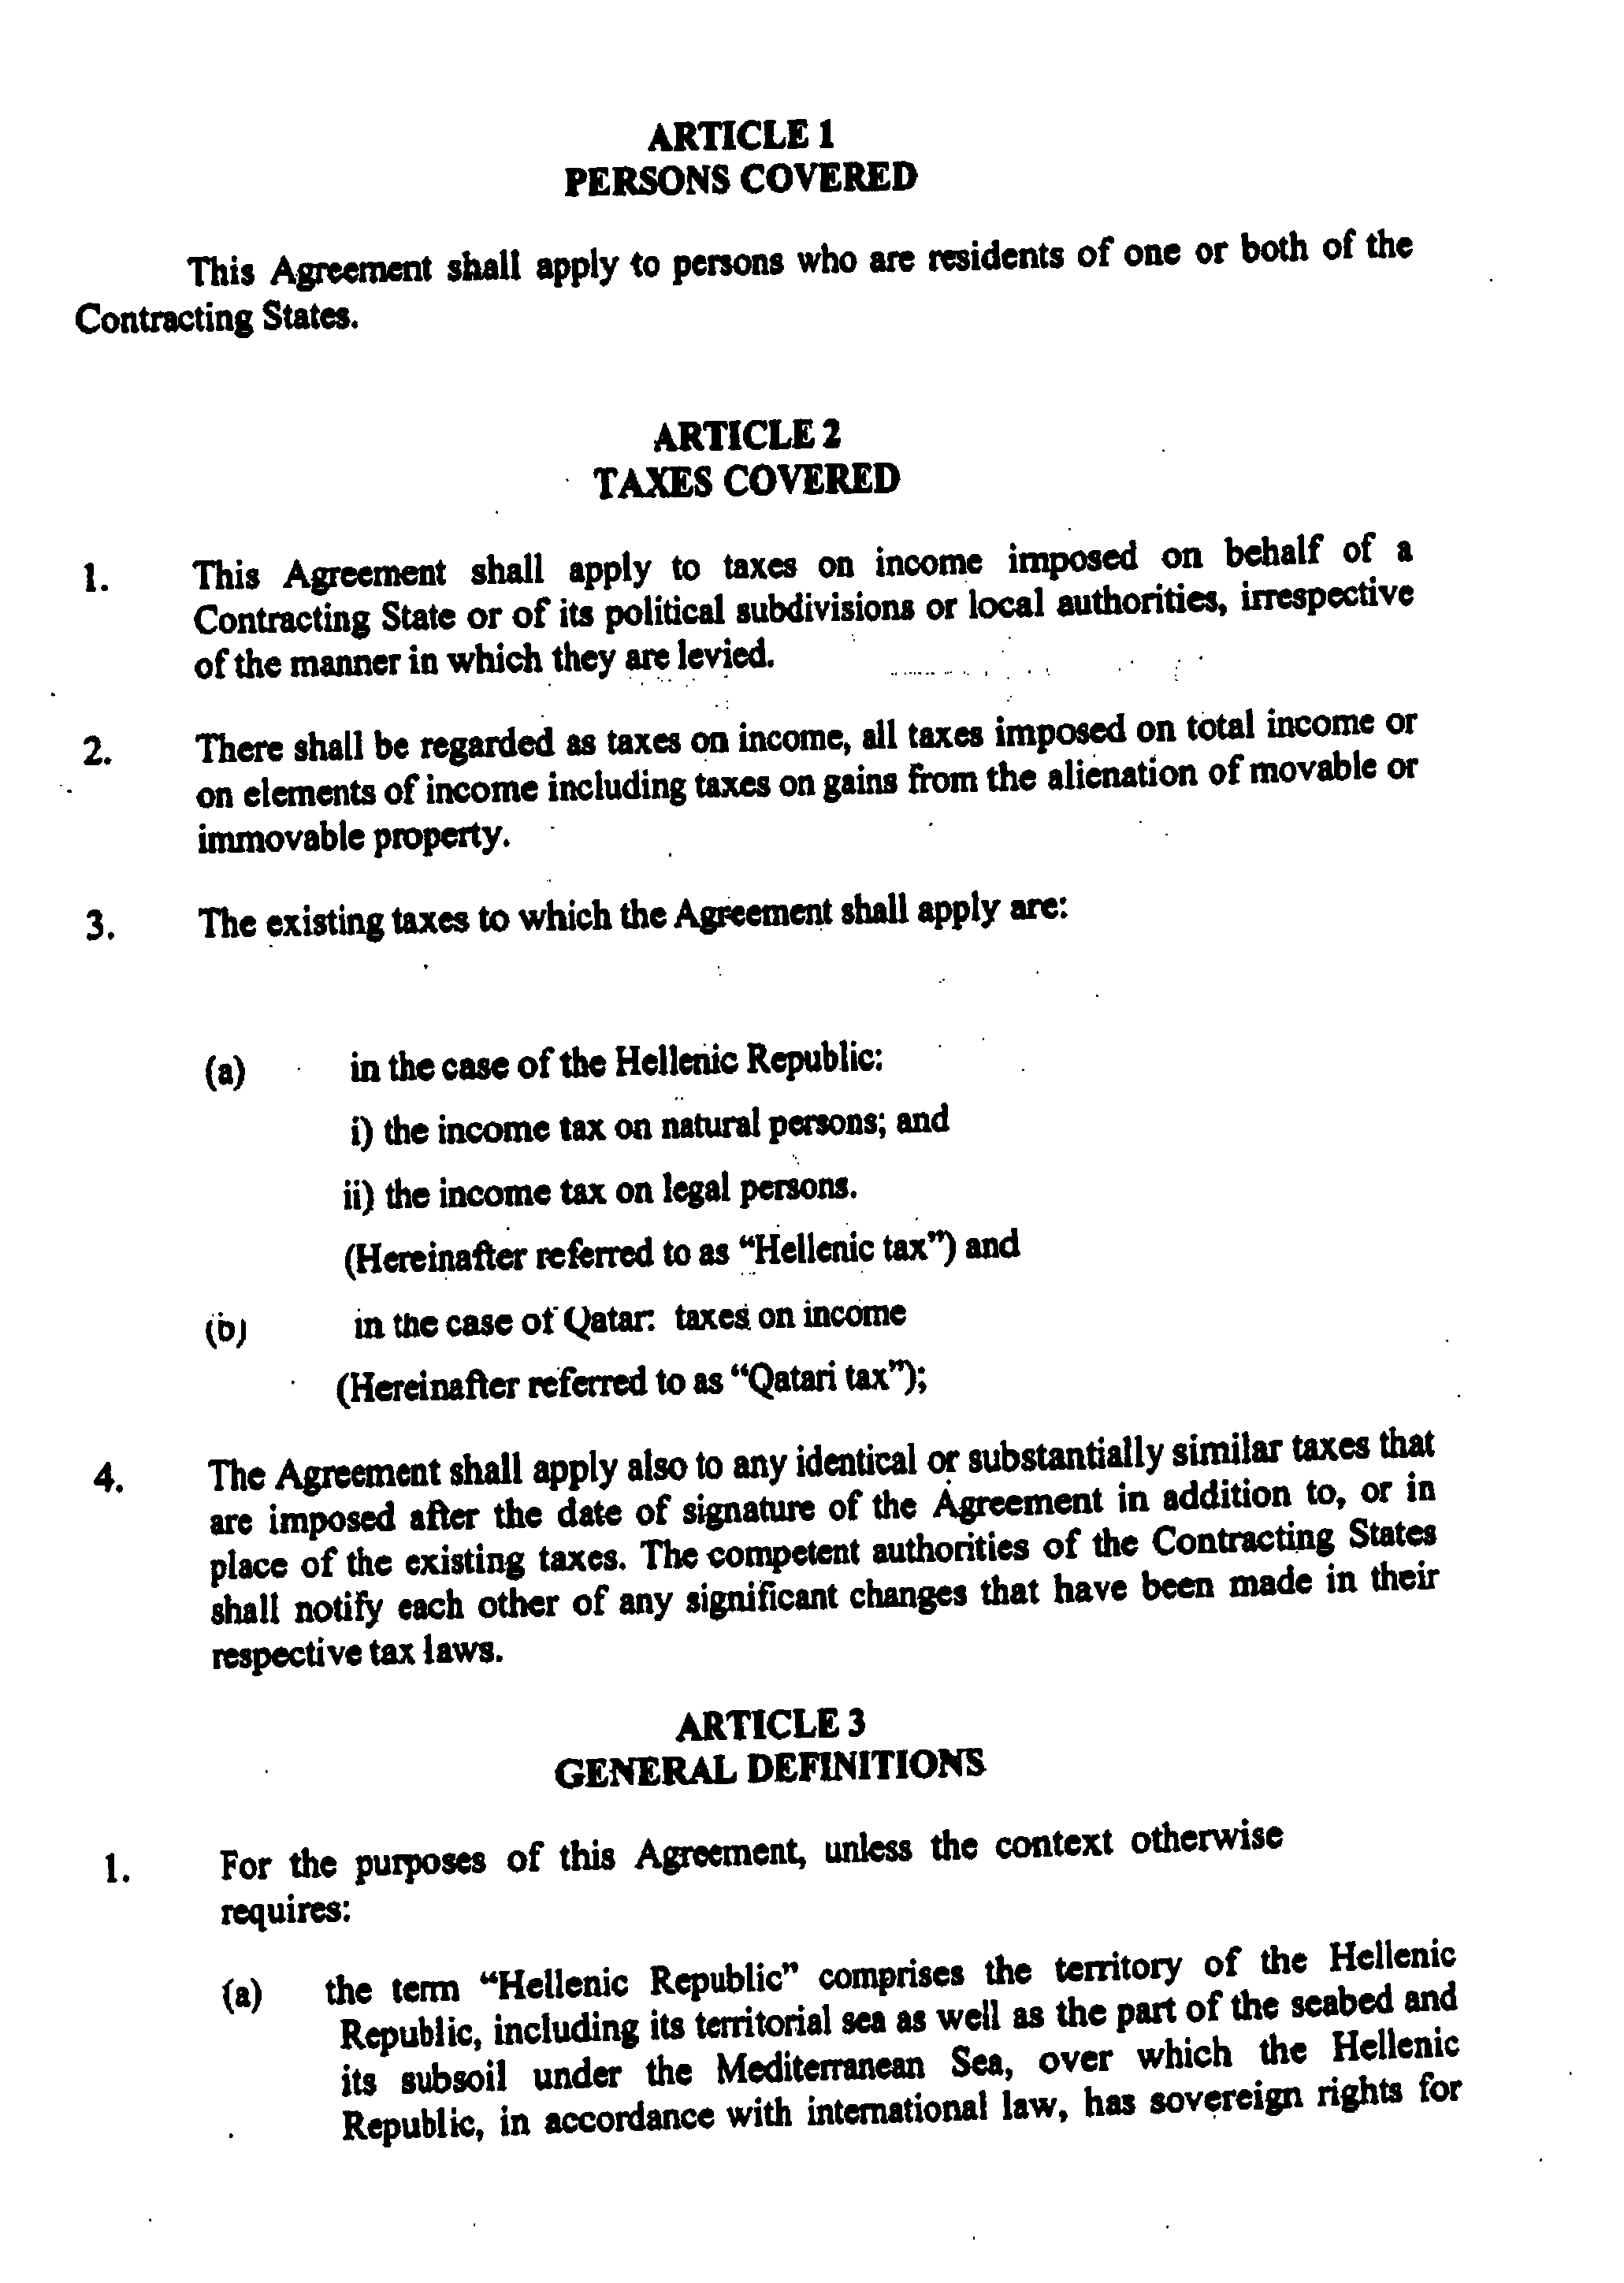 ARTICLE 1
PERSONS COVERED
This Agreement shall apply to persons who are residents of one or both of the
Contracting States.
ARTICLE 2
TAXES COVERED
1. This Agreement shall apply to taxes on income imposed on behalf of a
Contracting State or of its political subdivisions or local authorities, irrespective
of the manner in which they are levied.
2. There shall be regarded as taxes on income, all taxes imposed on total income or
on elements of income including taxes on gains from the alienation of movable or
immovable property.
3. The existing taxes to which the Agreement shall apply are:
(a) in the case of the Hellenic Republic:
i) the income tax on natural persons; and
ii) the income tax on legal persons.
(Hereinafter referred to as “Hellenic tax”) and
(b) in the case of Qatar: taxes on income
(Hereinafter referred to as “Qatari tax”);
4. The Agreement shall apply also to any identical or substantially similar taxes that
are imposed after the date of signature of the Agreement in addition to, or in
place of the existing taxes. The competent authorities of the Contracting States
shall notify each other of any significant changes that have been made in their
respective tax laws.
ARTICLE 3
GENERAL DEFINITIONS
1. For the purposes of this Agreement, unless the context otherwise
requires:
(a) the term “Hellenic Republic” comprises the territory of the Hellenic
Republic, including its territorial sea as well as the part of the seabed and
its subsoil under the Mediterranean Sea, over which the Hellenic
Republic, in accordance with international law, has sovereign rights for